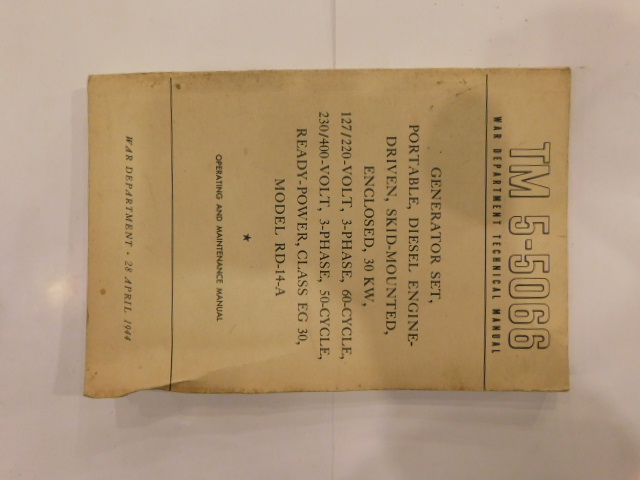 TM 5-5066
WAR DEPARTMENT TECHNICAL MANUAL
GENERATOR SET,
PORTABLE, DIESEL ENGINE-
DRIVEN, SKID-MOUNTED,
ENCLOSED, 30 KW,
127/220-VOLT, 3-PHASE, 60-CYCLE,
230/400-VOLT, 3-PHASE, 50-CYCLE,
READY-POWER, CLASS EG 30,
MODEL RD-14-A
★
OPERATING AND MAINTENANCE MANUAL
WAR DEPARTMENT • 28 APRIL 1944